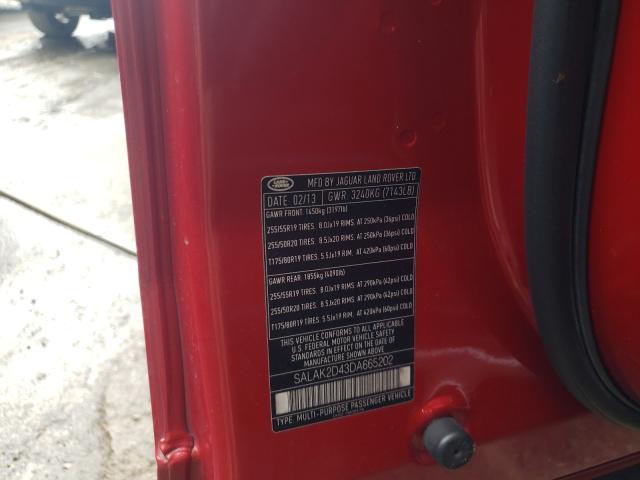 LAND ROVER
MFD BY JAGUAR LAND ROVER LTD
DATE 02/13 GWR 3240KG (7143LB)
GAWR FRONT: 1450kg (3197lb)
255/55R19 TIRES. 8.0Jx19 RIMS. AT 250kPa (36psi) COLD
255/50R20 TIRES. 8.5Jx20 RIMS. AT 250kPa (36psi) COLD
T175/80R19 TIRES. 5.5Jx19 RIM. AT 420kPa (60psi) COLD
GAWR REAR: 1855kg (4090lb)
255/55R19 TIRES. 8.0Jx19 RIMS. AT 290kPa (42psi) COLD
255/50R20 TIRES. 8.5Jx20 RIMS. AT 290kPa (42psi) COLD
T175/80R19 TIRES. 5.5Jx19 RIM. AT 420kPa (60psi) COLD
THIS VEHICLE CONFORMS TO ALL APPLICABLE
U.S. FEDERAL MOTOR VEHICLE SAFETY STANDARDS
IN EFFECT ON THE DATE OF
MANUFACTURE SHOWN ABOVE
SALAK2D43DA665202
TYPE: MULTI-PURPOSE PASSENGER VEHICLE